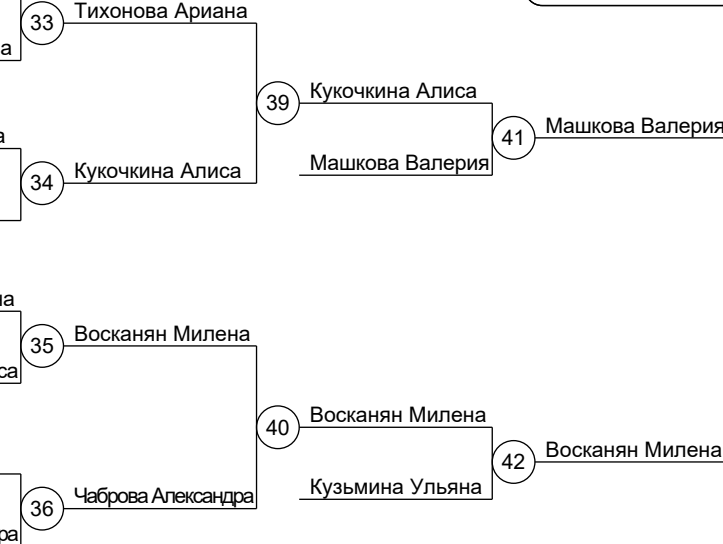 33 Тихонова Ариана
39 Кукочкина Алиса
41 Машкова Валерия
Машкова Валерия
34 Кукочкина Алиса
35 Восканян Милена
40 Восканян Милена
42 Восканян Милена
Кузьмина Ульяна
36 Чаброва Александра